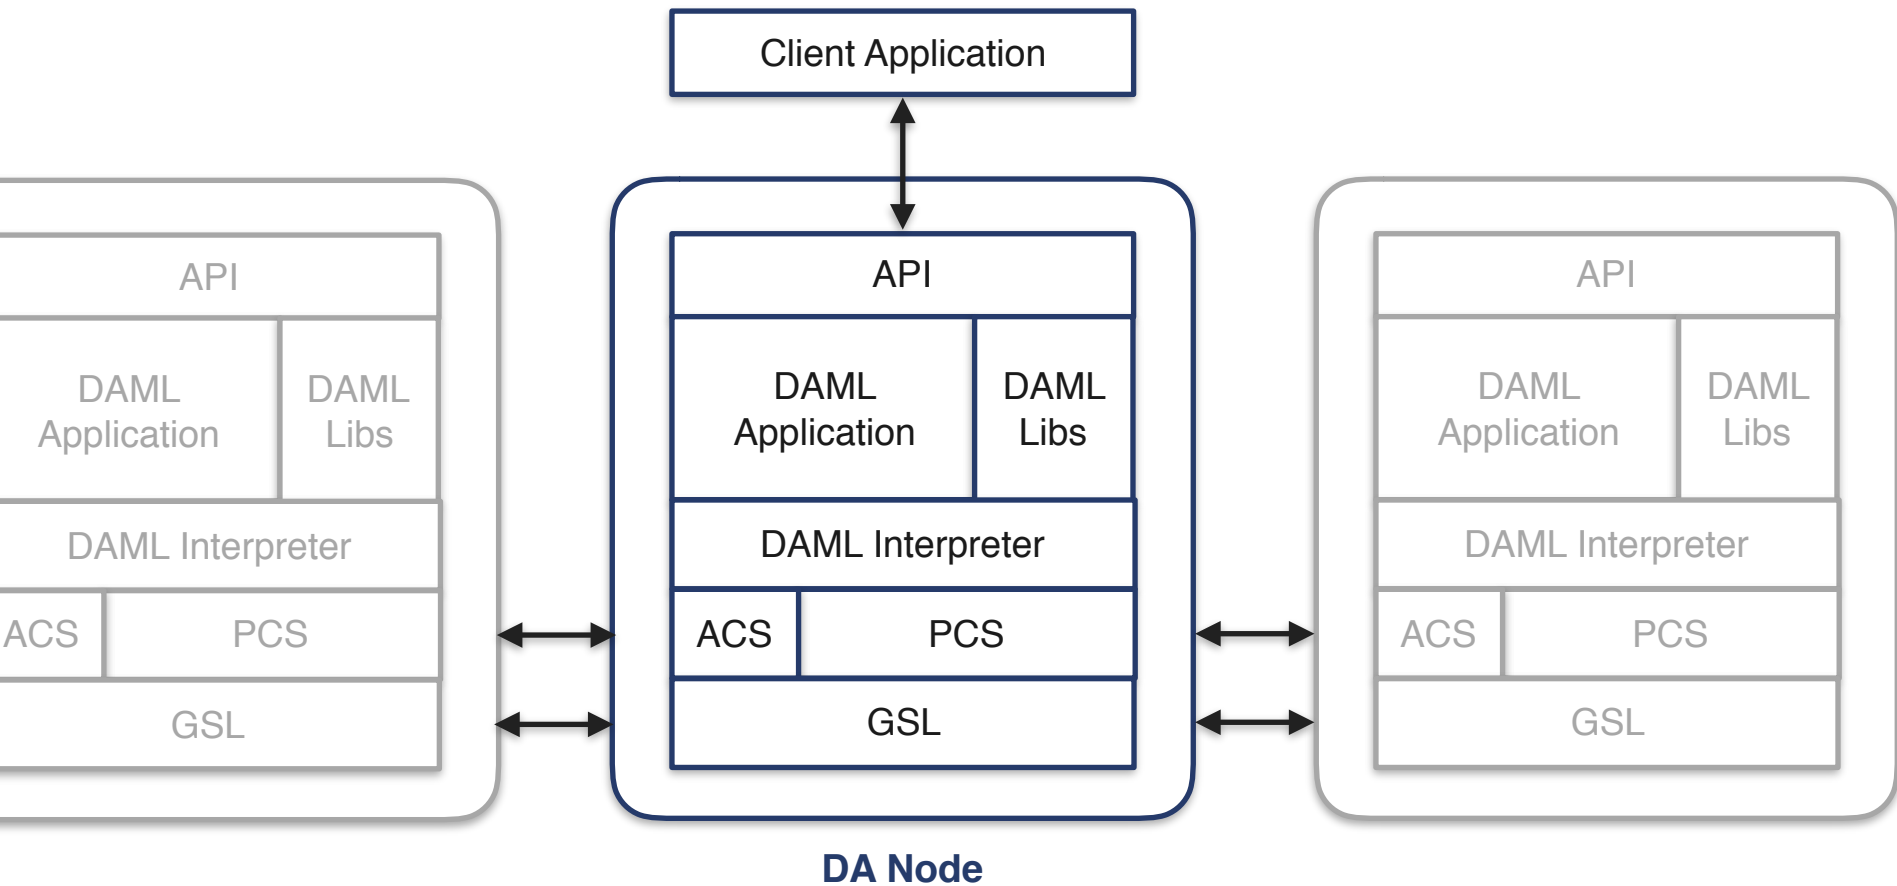 Client Application
API
DAML
Application
DAML
Libs
DAML Interpreter
ACS
PCS
GSL
API
DAML
Application
DAML
Libs
DAML Interpreter
ACS
PCS
GSL
DA Node
API
DAML
Application
DAML
Libs
DAML Interpreter
ACS
PCS
GSL